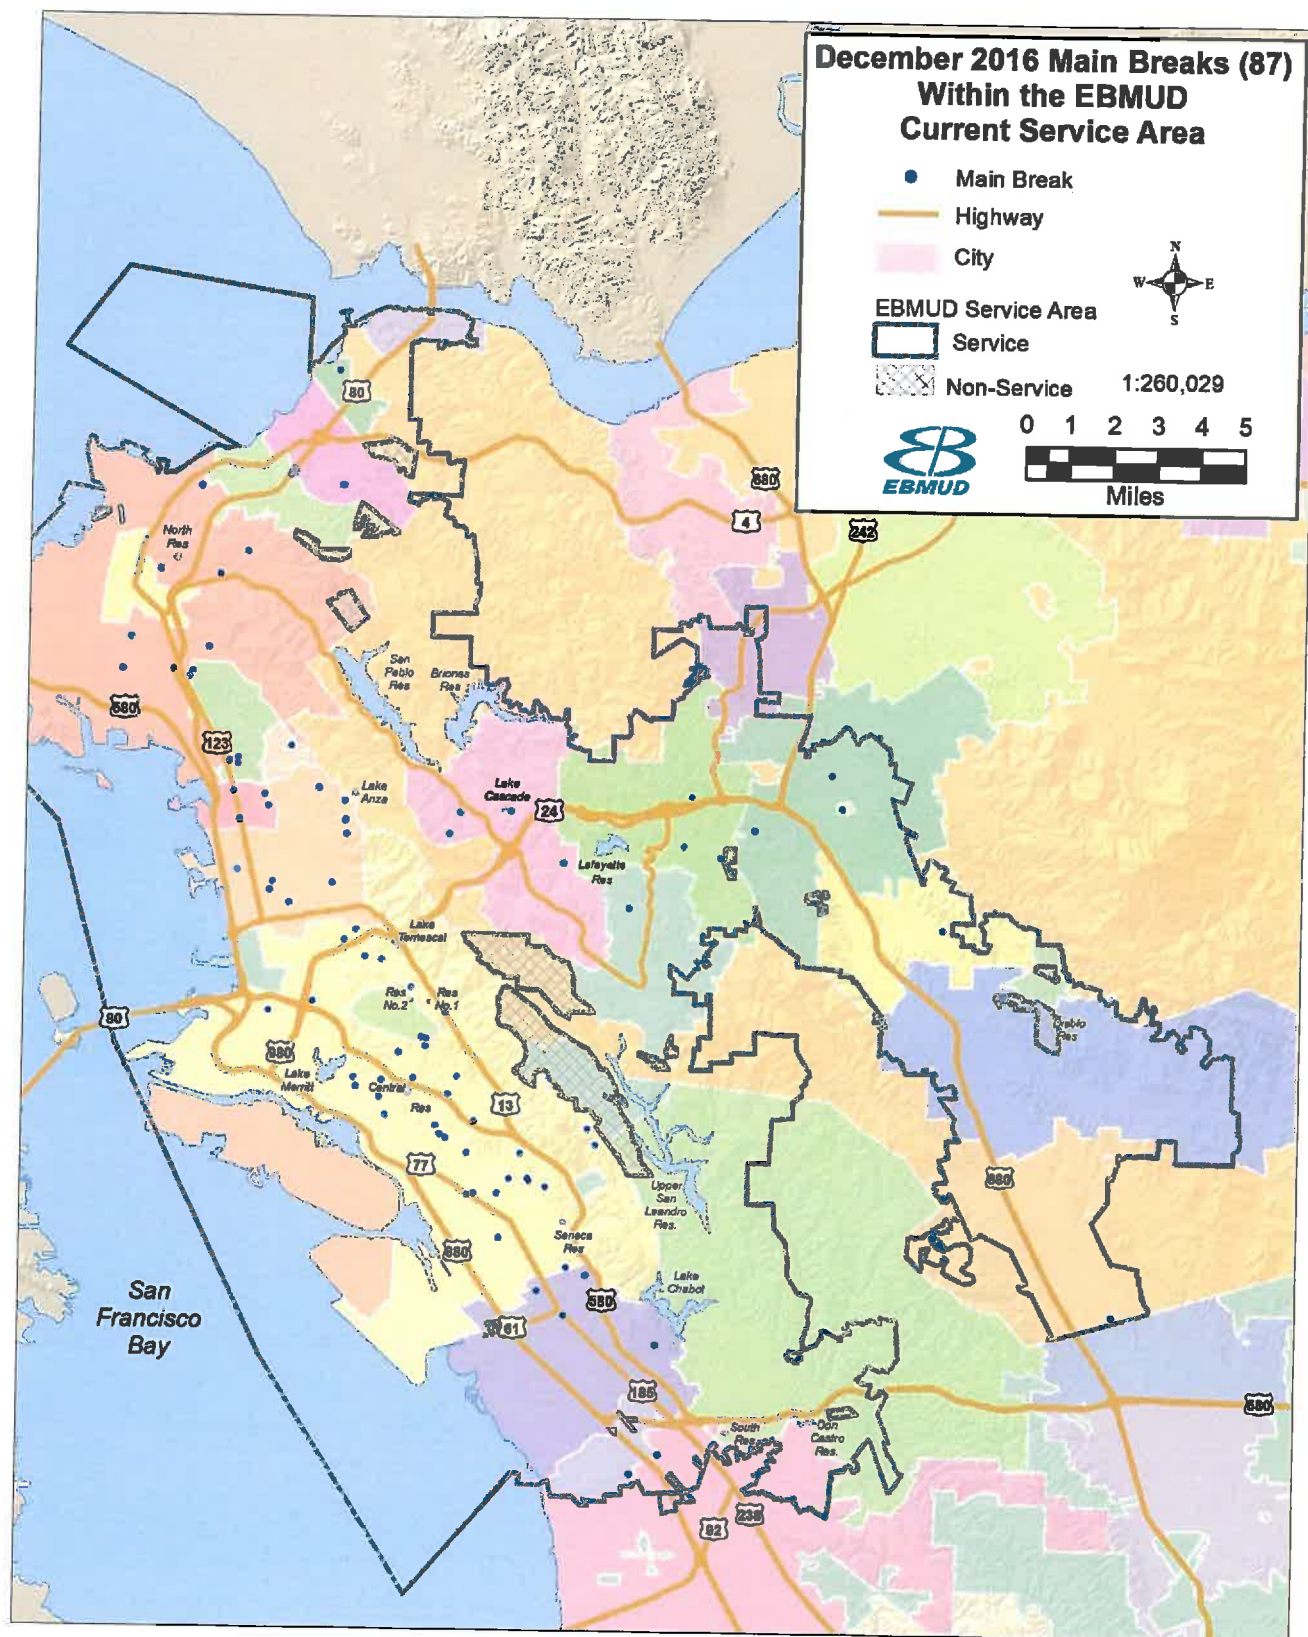 December 2016 Main Breaks (87)
Within the EBMUD
Current Service Area
Main Break
Highway
City
N
W
E
S
EBMUD Service Area
Service
Non-Service
1:260,029
0 1 2 3 4 5
Miles
EBMUD
80
680
4
242
North
Res
San
Pablo
Res
Briones
Res
580
123
Lake
Anza
Lake
Cascade
24
Lafayette
Res
Lake
Temescal
Res
No.2
Res
No.1
80
880
Lake
Merritt
Central
Res
13
Diablo
Res
77
680
Upper
San
Leandro
Res.
Seneca
Res
880
Lake
Chabot
580
San
Francisco
Bay
61
185
580
South
Res
Don
Castro
Res.
92
238